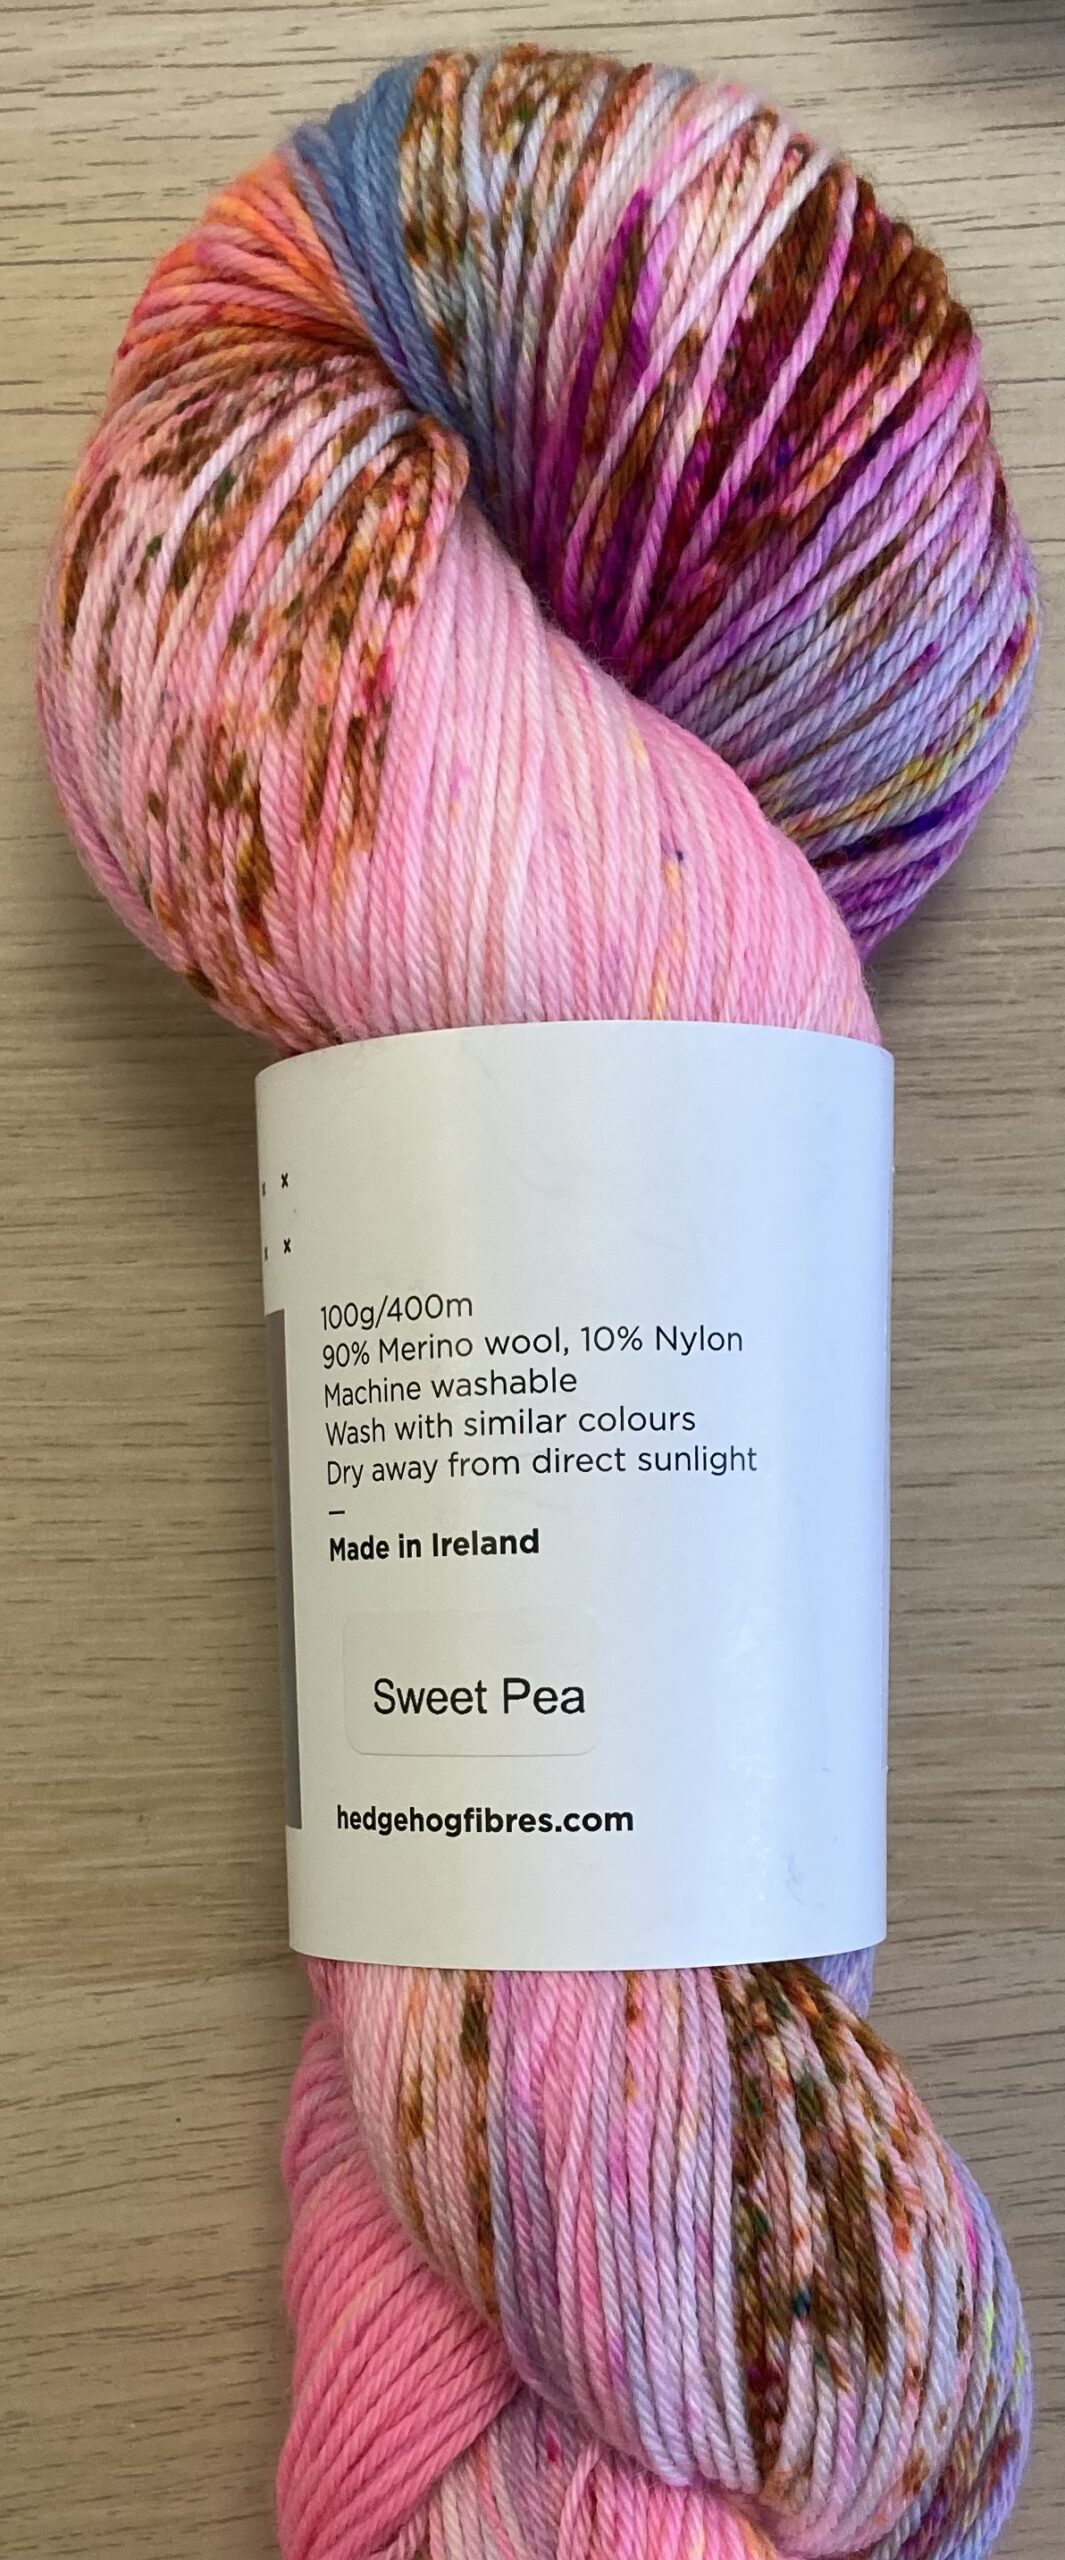 100g/400m
90% Merino wool, 10% Nylon
Machine washable
Wash with similar colours
Dry away from direct sunlight
–
Made in Ireland
Sweet Pea
hedgehogfibres.com